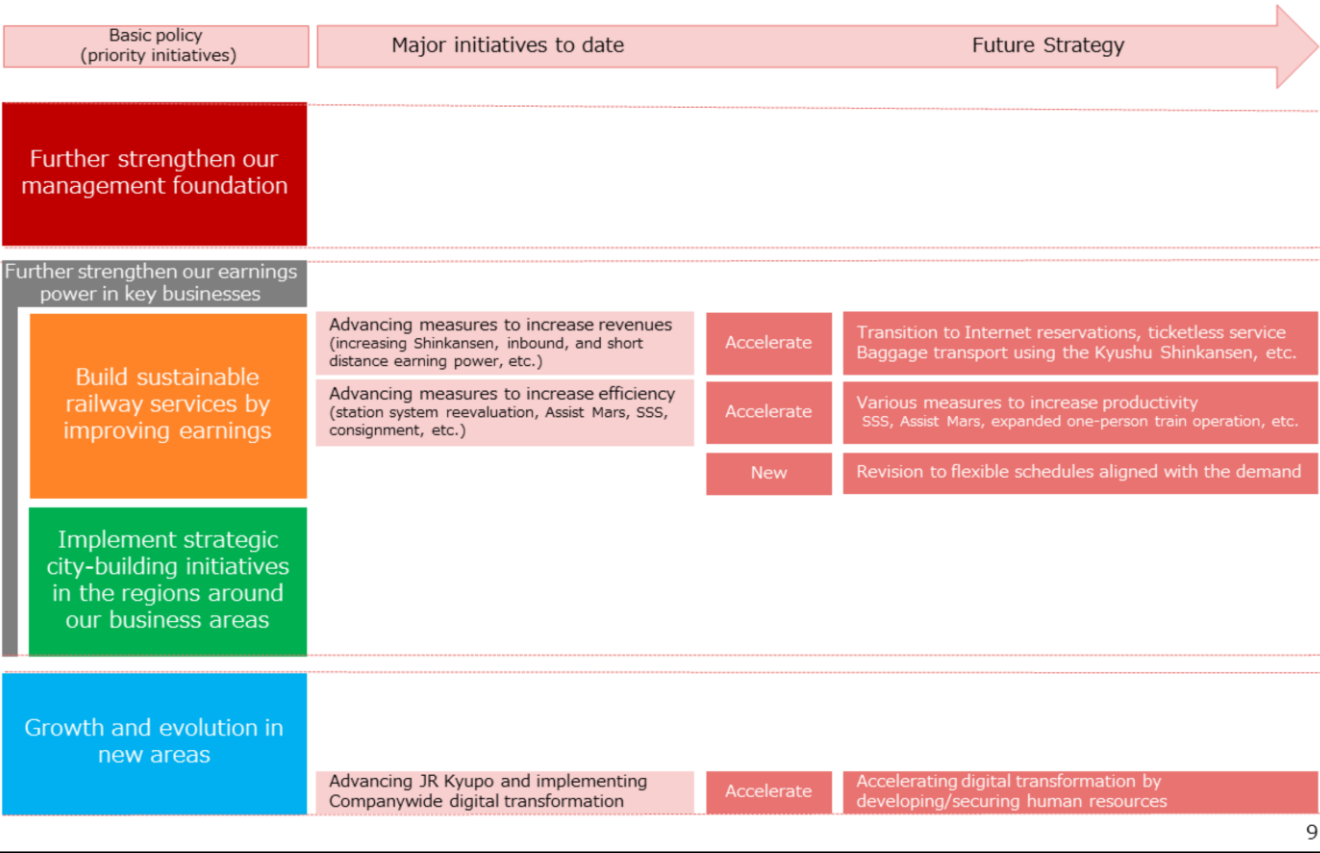 Basic policy
(priority initiatives)
Major initiatives to date
Future Strategy
Further strengthen our
management foundation
Further strengthen our earnings
power in key businesses
Build sustainable
railway services by
improving earnings
Advancing measures to increase revenues
(increasing Shinkansen, inbound, and short
distance earning power, etc.)
Accelerate
Transition to Internet reservations, ticketless service
Baggage transport using the Kyushu Shinkansen, etc.
Advancing measures to increase efficiency
(station system reevaluation, Assist Mars, SSS,
consignment, etc.)
Accelerate
Various measures to increase productivity
SSS, Assist Mars, expanded one-person train operation, etc.
New
Revision to flexible schedules aligned with the demand
Implement strategic
city-building initiatives
in the regions around
our business areas
Growth and evolution in
new areas
Advancing JR Kyupo and implementing
Companywide digital transformation
Accelerate
Accelerating digital transformation by
developing/securing human resources
9